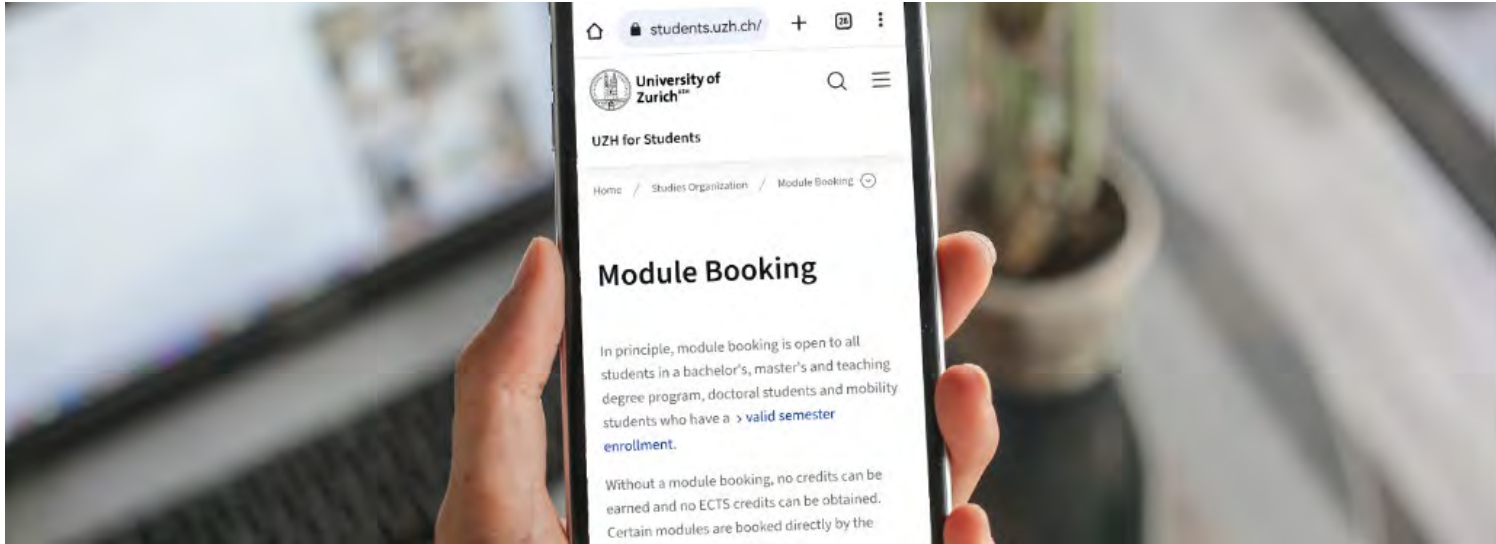 students.uzh.ch/
26
University of
Zurich^UZH
UZH for Students
Home / Studies Organization / Module Booking
Module Booking
In principle, module booking is open to all
students in a bachelor's, master's and teaching
degree program, doctoral students and mobility
students who have a > valid semester
enrollment.
Without a module booking, no credits can be
earned and no ECTS credits can be obtained.
Certain modules are booked directly by the